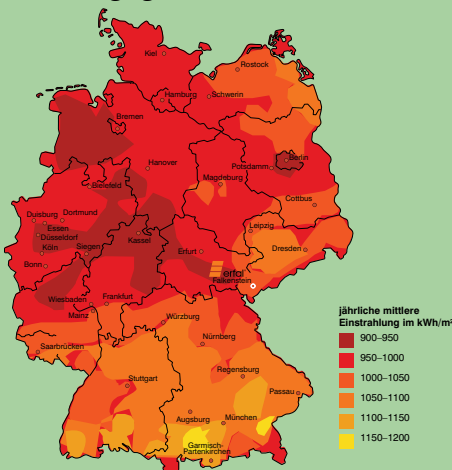 Kiel
Rostock
Hamburg
Schwerin
Bremen
Hanover
Berlin
Potsdamm
Bielefeld
Magdeburg
Cottbus
Duisburg
Dortmund
Essen
Düsseldorf
Köln
Siegen
Kassel
Leipzig
Erfurt
Dresden
Bonn
erfal
Falkenstein
Wiesbaden
Frankfurt
Mainz
Würzburg
Saarbrücken
Nürnberg
Regensburg
Stuttgart
Passau
Augsburg
München
Garmisch-
Partenkirchen
jährliche mittlere
Einstrahlung im kWh/m²
900–950
950–1000
1000–1050
1050–1100
1100–1150
1150–1200